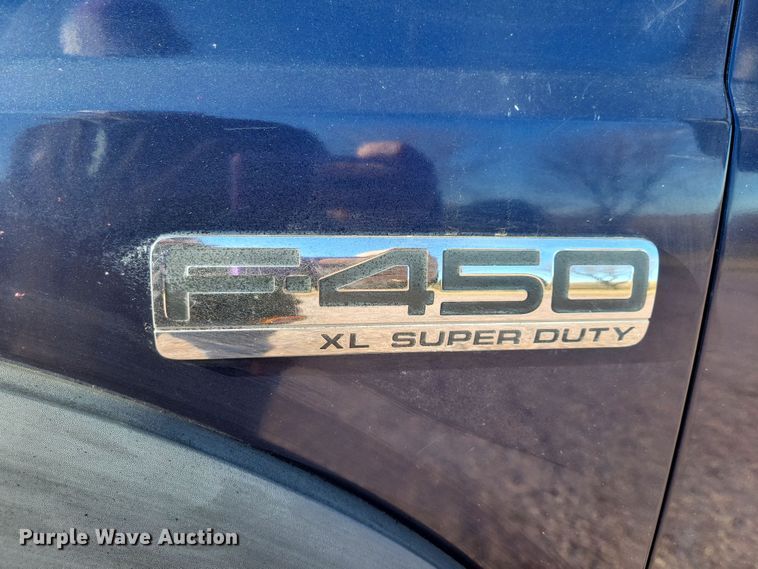 F-450
XL SUPER DUTY
Purple Wave Auction